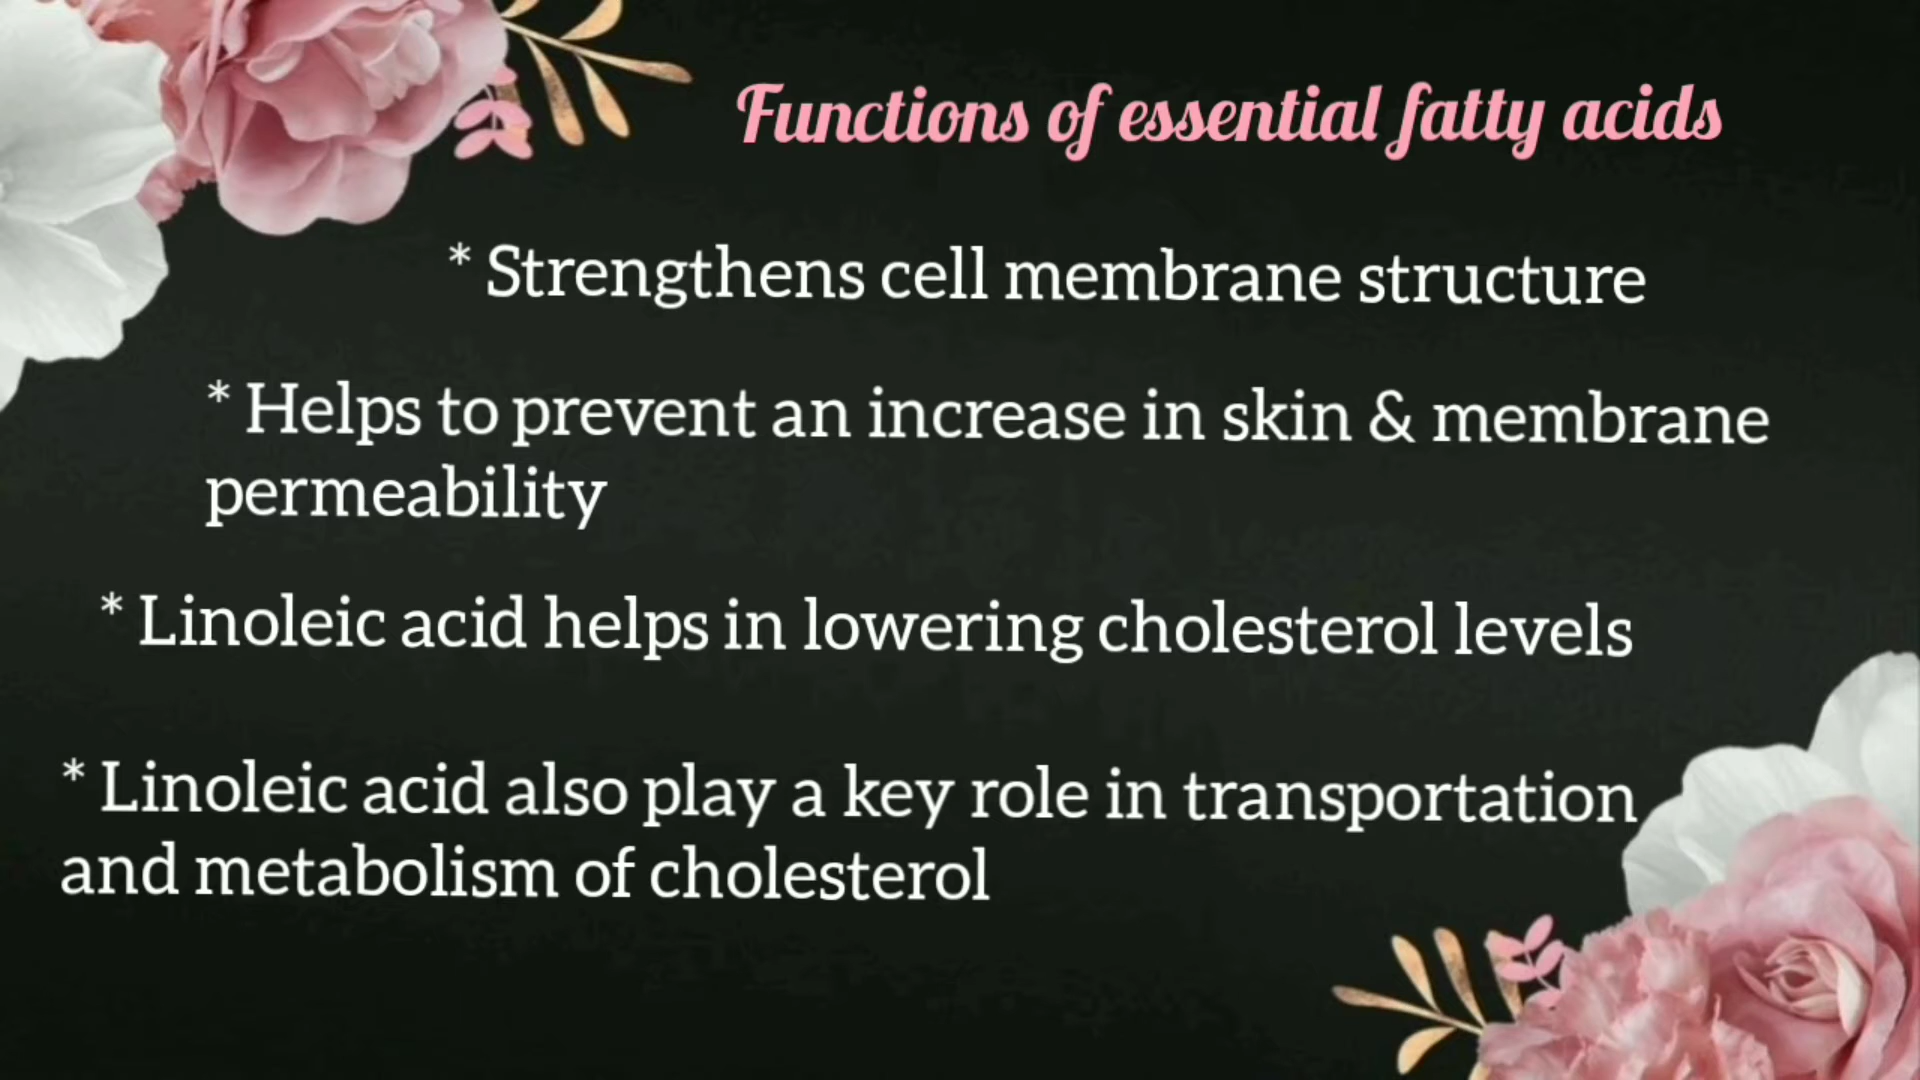 Functions of essential fatty acids
* Strengthens cell membrane structure
* Helps to prevent an increase in skin & membrane
permeability
* Linoleic acid helps in lowering cholesterol levels
* Linoleic acid also play a key role in transportation
and metabolism of cholesterol